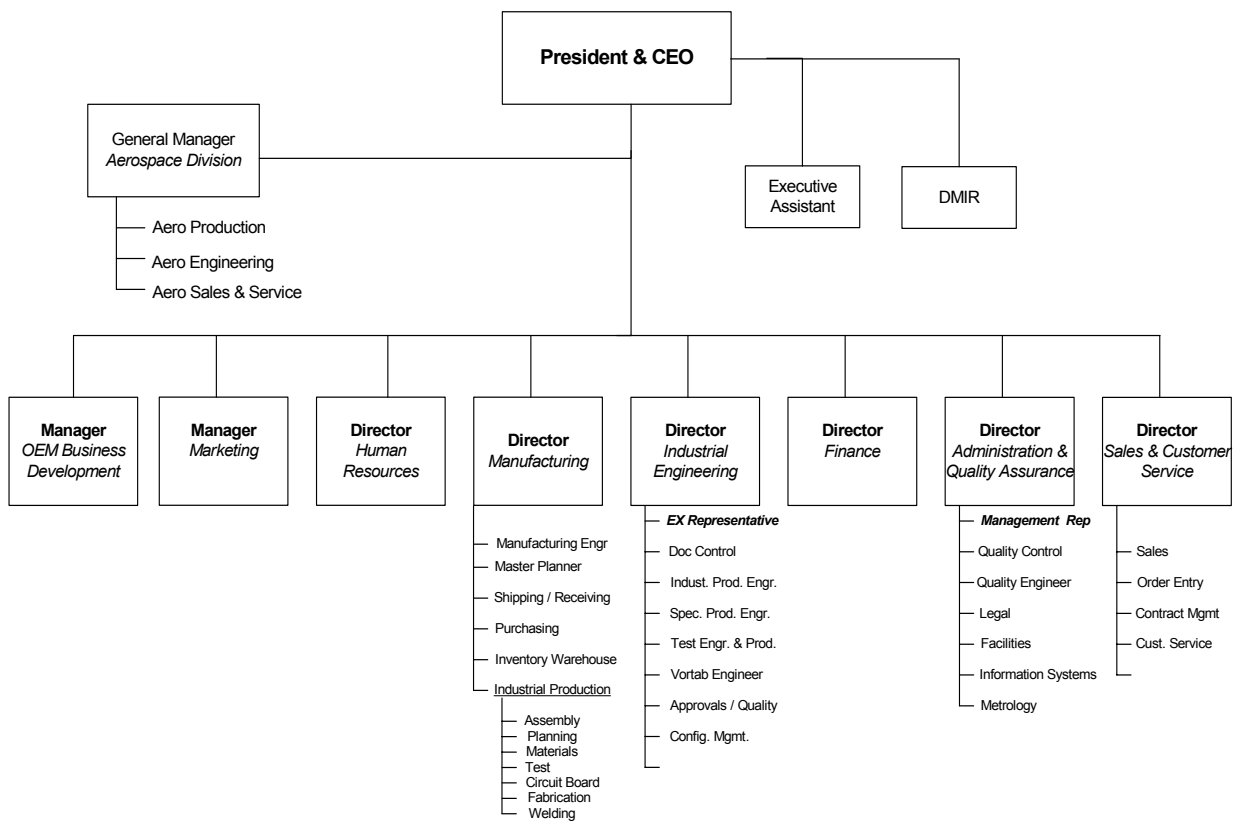 President & CEO
General Manager
Aerospace Division
Aero Production
Aero Engineering
Aero Sales & Service
Executive
Assistant
DMIR
Manager
OEM Business
Development
Manager
Marketing
Director
Human
Resources
Director
Manufacturing
Director
Industrial
Engineering
Director
Finance
Director
Administration &
Quality Assurance
Director
Sales & Customer
Service
Manufacturing Engr
Master Planner
Shipping / Receiving
Purchasing
Inventory Warehouse
Industrial Production
Assembly
Planning
Materials
Test
Circuit Board
Fabrication
Welding
EX Representative
Doc Control
Indust. Prod. Engr.
Spec. Prod. Engr.
Test Engr. & Prod.
Vortab Engineer
Approvals / Quality
Config. Mgmt.
Management Rep
Quality Control
Quality Engineer
Legal
Facilities
Information Systems
Metrology
Sales
Order Entry
Contract Mgmt
Cust. Service